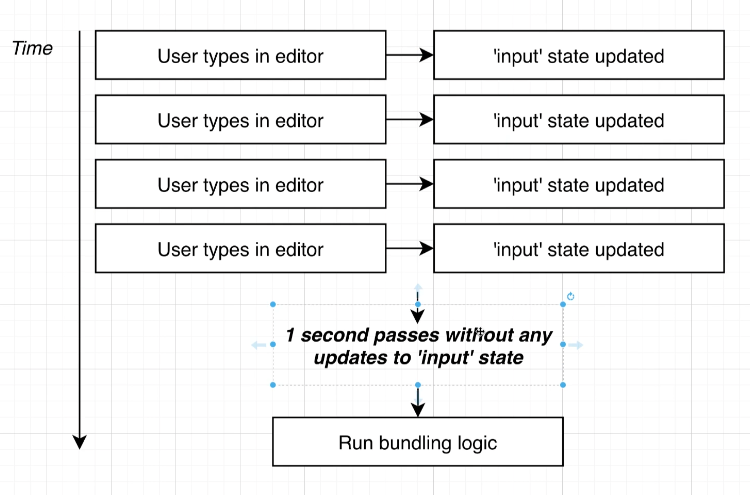 Time
User types in editor
'input' state updated
User types in editor
'input' state updated
User types in editor
'input' state updated
User types in editor
'input' state updated
1 second passes without any
updates to 'input' state
Run bundling logic